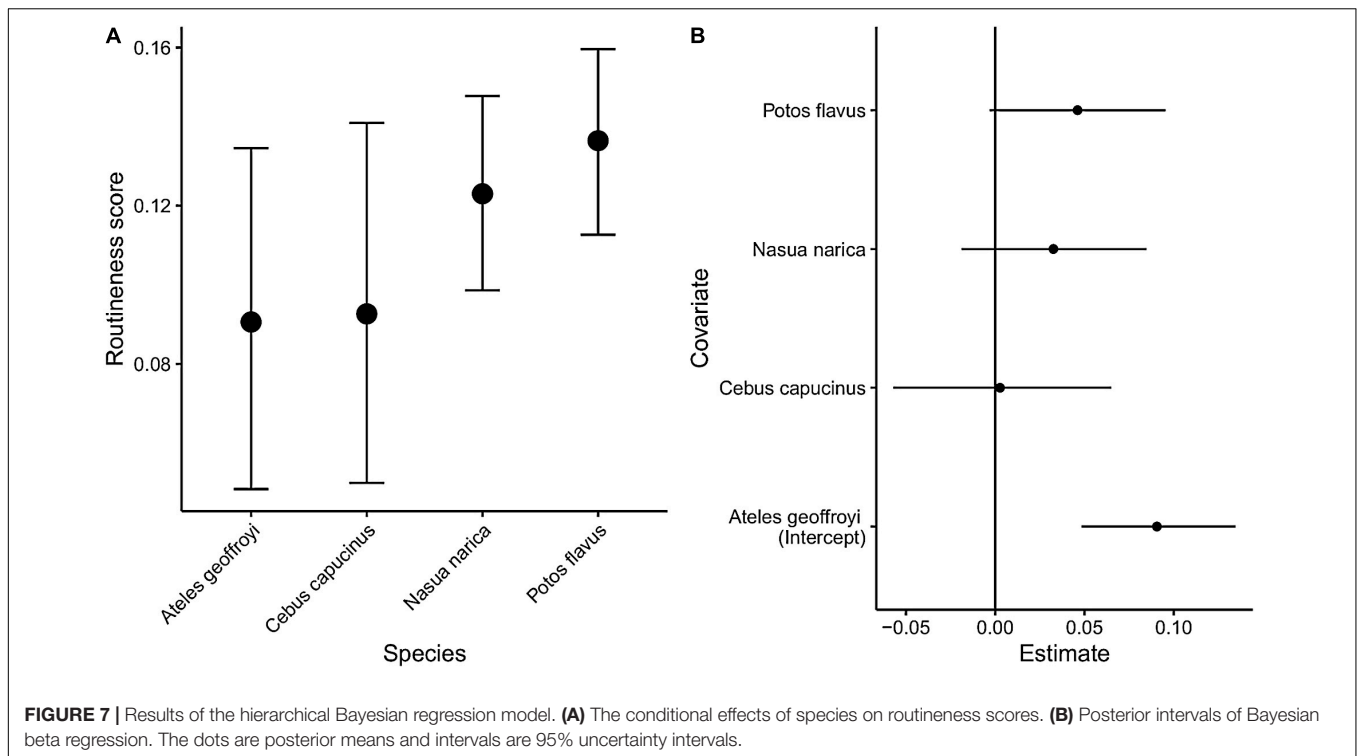 A
0.16
0.12
0.08
Routineness score
Ateles geoffroyi
Cebus capucinus
Nasua narica
Potos flavus
Species
B
Potos flavus
Nasua narica
Cebus capucinus
Ateles geoffroyi
(Intercept)
Covariate
−0.05
0.00
0.05
0.10
Estimate
FIGURE 7 | Results of the hierarchical Bayesian regression model. (A) The conditional effects of species on routineness scores. (B) Posterior intervals of Bayesian
beta regression. The dots are posterior means and intervals are 95% uncertainty intervals.